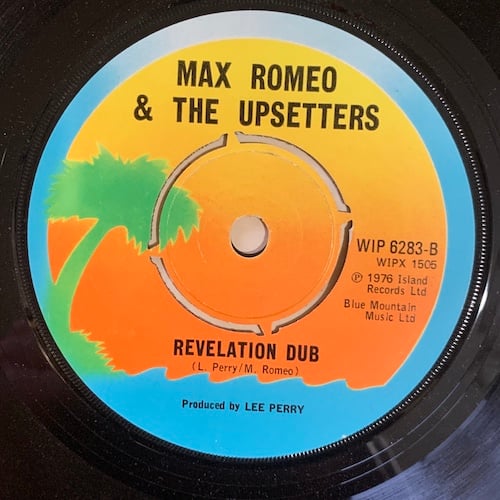 MAX ROMEO
& THE UPSETTERS
WIP 6283-B
WIPX 1505
℗ 1976 Island
Records Ltd
Blue Mountain
Music Ltd
REVELATION DUB
(L. Perry/M. Romeo)
Produced by LEE PERRY